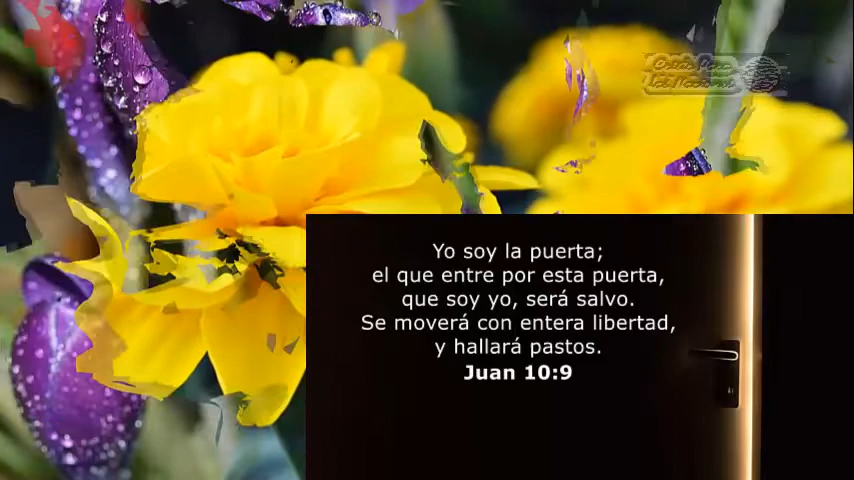 Yo soy la puerta;
el que entre por esta puerta,
que soy yo, será salvo.
Se moverá con entera libertad,
y hallará pastos.
Juan 10:9